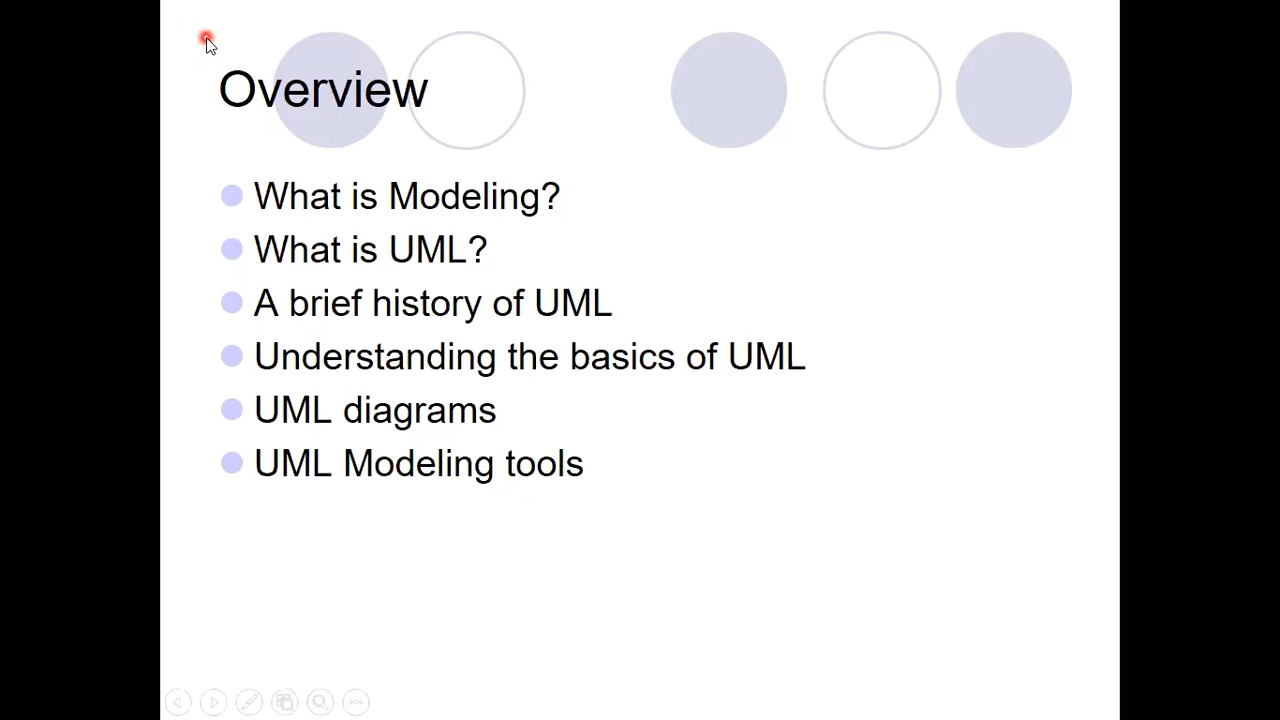 Overview
What is Modeling?
What is UML?
A brief history of UML
Understanding the basics of UML
UML diagrams
UML Modeling tools